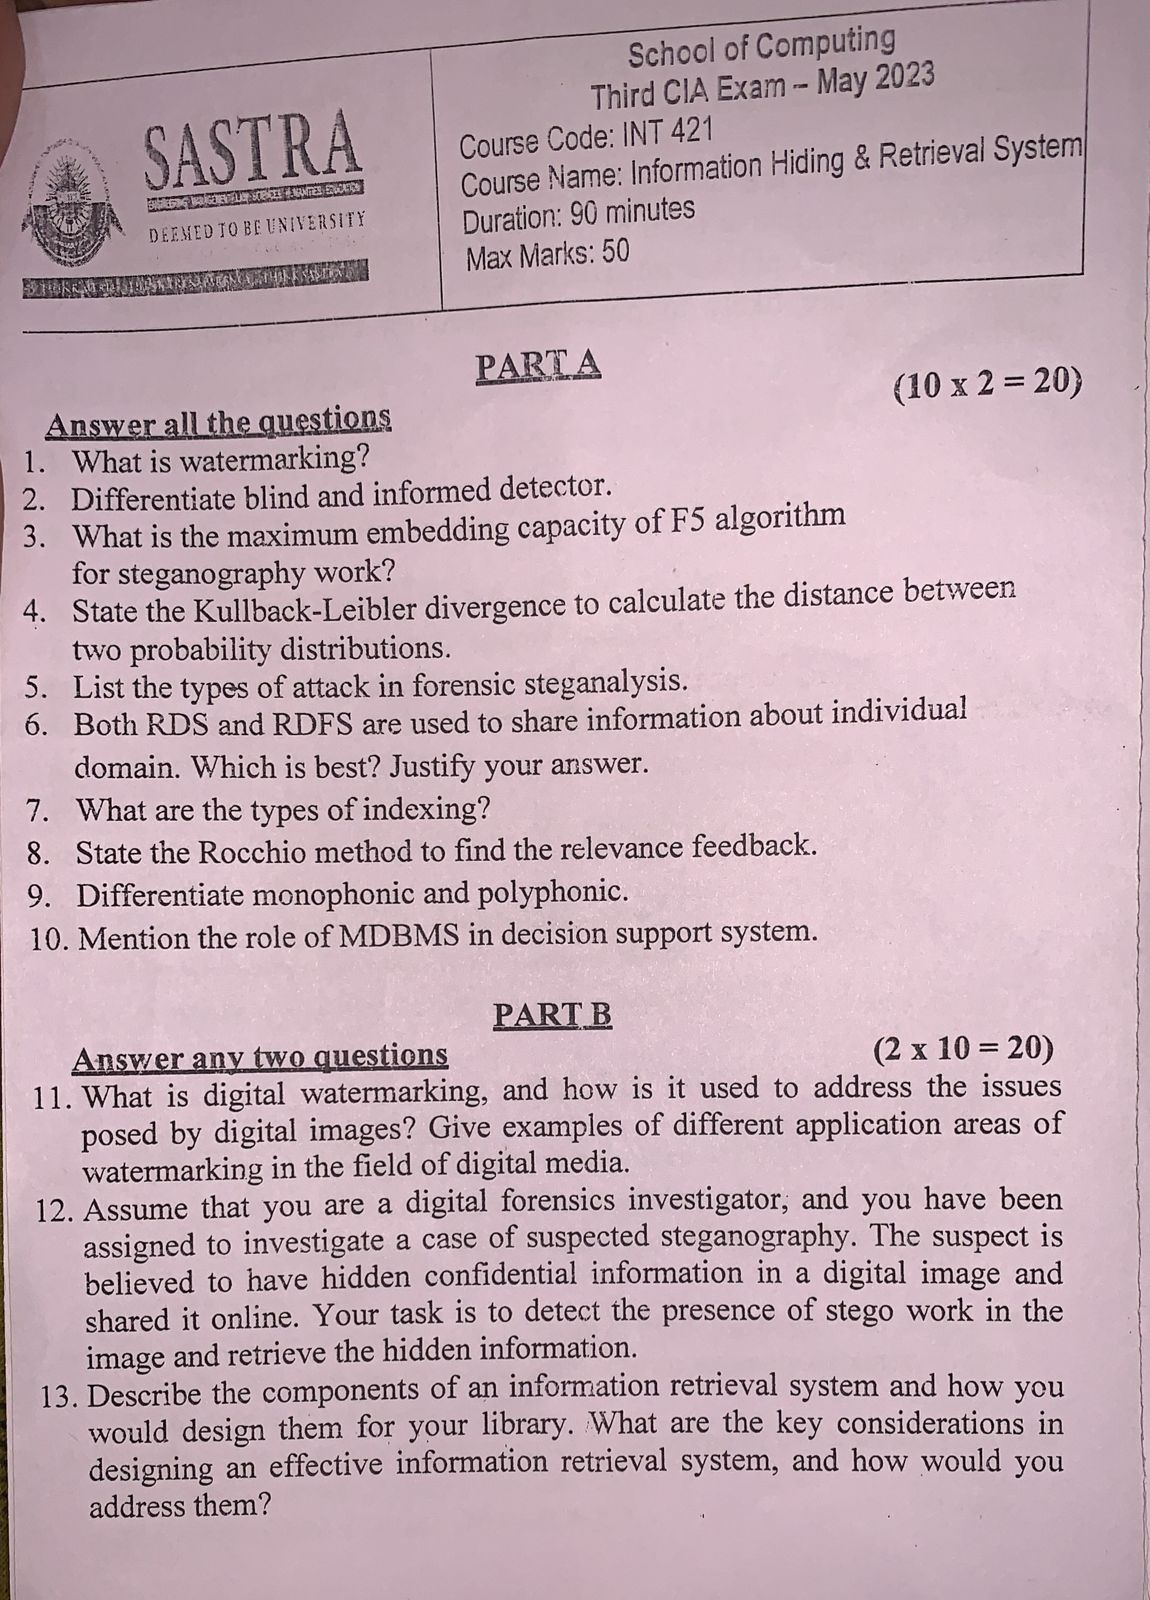 School of Computing
Third CIA Exam – May 2023
Course Code: INT 421
Course Name: Information Hiding & Retrieval System
Duration: 90 minutes
Max Marks: 50
SASTRA
ENGINEERING MANAGEMENT LAW SCIENCES HUMANITIES EDUCATION
DEEMED TO BE UNIVERSITY
PART A
(10 x 2 = 20)
Answer all the questions
1. What is watermarking?
2. Differentiate blind and informed detector.
3. What is the maximum embedding capacity of F5 algorithm
for steganography work?
4. State the Kullback-Leibler divergence to calculate the distance between
two probability distributions.
5. List the types of attack in forensic steganalysis.
6. Both RDS and RDFS are used to share information about individual
domain. Which is best? Justify your answer.
7. What are the types of indexing?
8. State the Rocchio method to find the relevance feedback.
9. Differentiate monophonic and polyphonic.
10. Mention the role of MDBMS in decision support system.
PART B
Answer any two questions
(2 x 10 = 20)
11. What is digital watermarking, and how is it used to address the issues
posed by digital images? Give examples of different application areas of
watermarking in the field of digital media.
12. Assume that you are a digital forensics investigator, and you have been
assigned to investigate a case of suspected steganography. The suspect is
believed to have hidden confidential information in a digital image and
shared it online. Your task is to detect the presence of stego work in the
image and retrieve the hidden information.
13. Describe the components of an information retrieval system and how you
would design them for your library. What are the key considerations in
designing an effective information retrieval system, and how would you
address them?